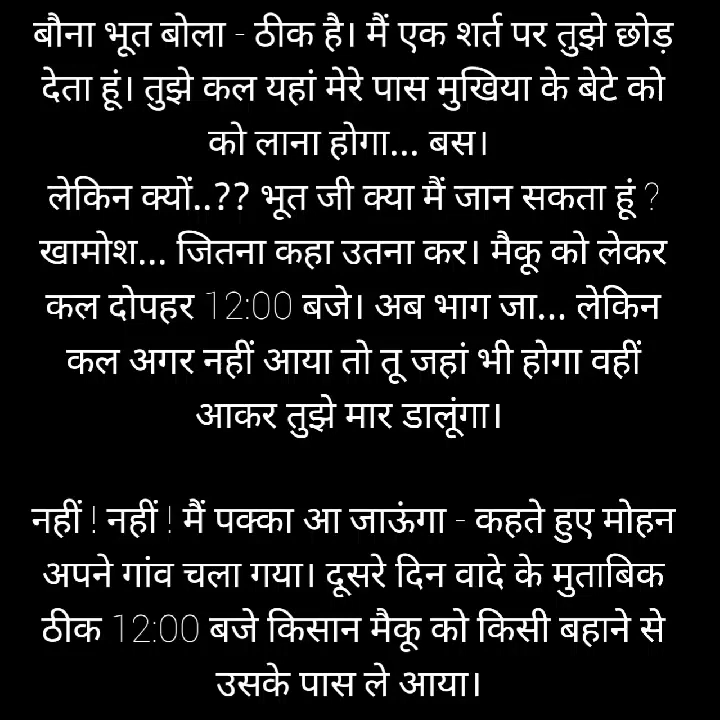 बौना भूत बोला - ठीक है। मैं एक शर्त पर तुझे छोड़
देता हूं। तुझे कल यहां मेरे पास मुखिया के बेटे को
को लाना होगा... बस।
लेकिन क्यों..?? भूत जी क्या मैं जान सकता हूं ?
खामोश... जितना कहा उतना कर। मैकू को लेकर
कल दोपहर 12:00 बजे। अब भाग जा... लेकिन
कल अगर नहीं आया तो तू जहां भी होगा वहीं
आकर तुझे मार डालूंगा।
नहीं ! नहीं ! मैं पक्का आ जाऊंगा - कहते हुए मोहन
अपने गांव चला गया। दूसरे दिन वादे के मुताबिक
ठीक 12:00 बजे किसान मैकू को किसी बहाने से
उसके पास ले आया।